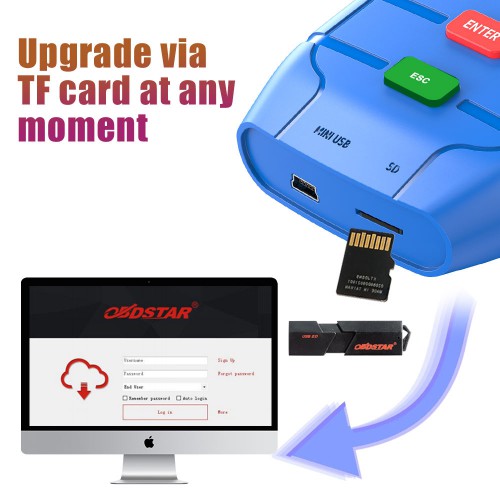 Upgrade via
TF card at any
moment
ENTER
ESC
MINI USB
SD
OBDSTAR®
OBDSTAR
Username
Sign Up
Password
Forget password
End User
Remember password
Auto Login
Log in
More